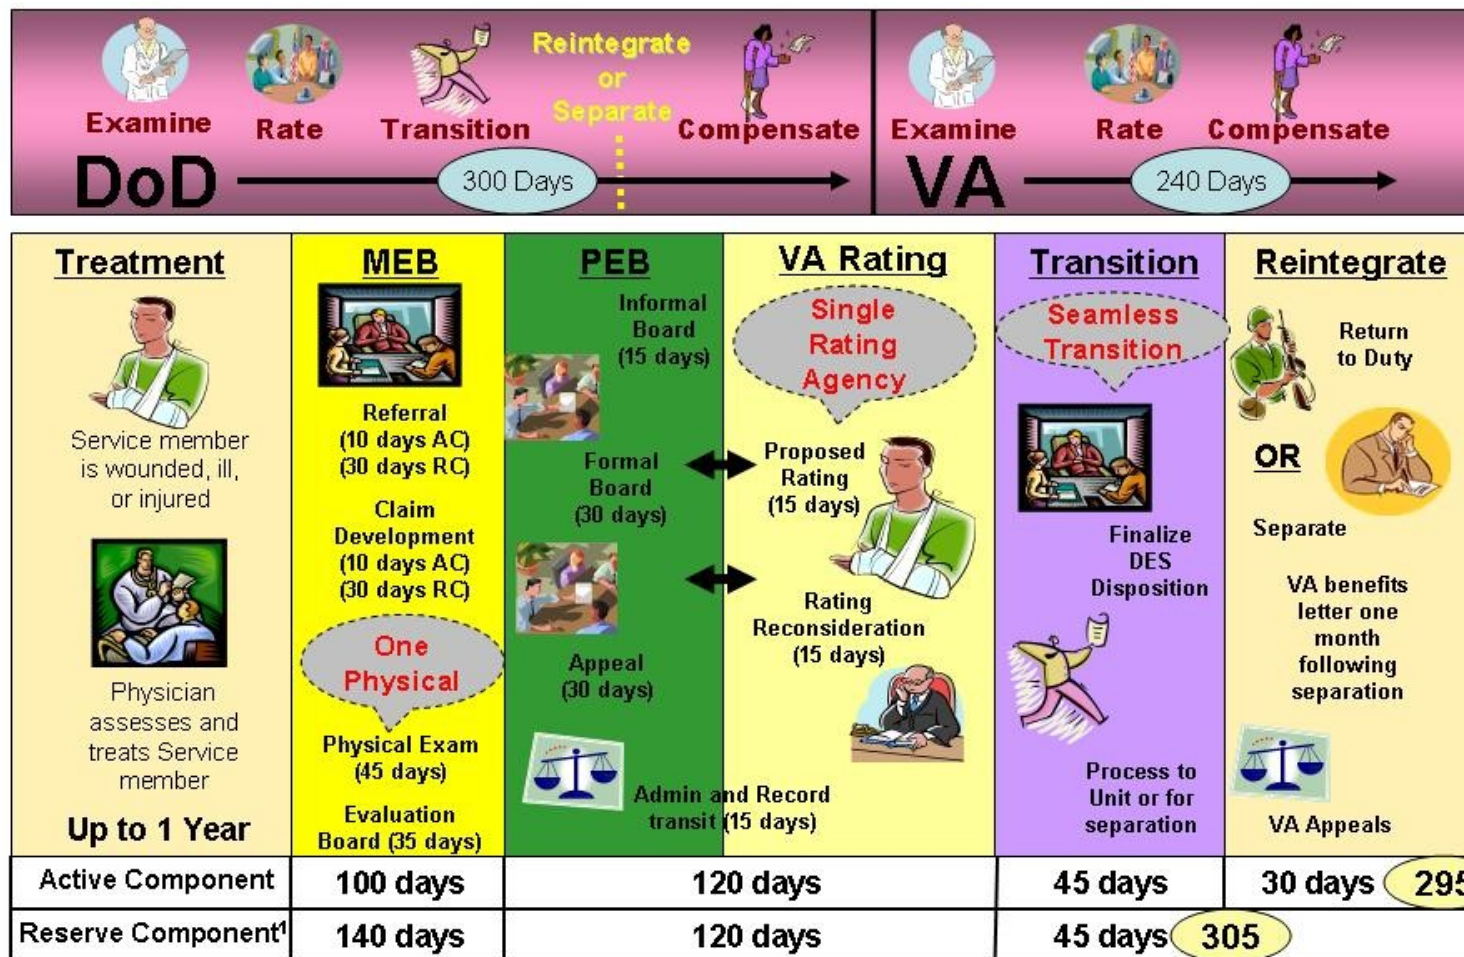 Examine
Rate
Transition
Reintegrate
or
Separate
Compensate
DoD
300 Days
Examine
Rate
Compensate
VA
240 Days
Treatment
Service member
is wounded, ill,
or injured
Physician
assesses and
treats Service
member
Up to 1 Year
MEB
Referral
(10 days AC)
(30 days RC)
Claim
Development
(10 days AC)
(30 days RC)
One
Physical
Physical Exam
(45 days)
Evaluation
Board (35 days)
PEB
Informal
Board
(15 days)
Formal
Board
(30 days)
Appeal
(30 days)
Admin and Record
transit (15 days)
VA Rating
Single
Rating
Agency
Proposed
Rating
(15 days)
Rating
Reconsideration
(15 days)
Transition
Seamless
Transition
Finalize
DES
Disposition
Process to
Unit or for
separation
Reintegrate
Return
to Duty
OR
Separate
VA benefits
letter one
month
following
separation
VA Appeals
Active Component 100 days 120 days 45 days 30 days 295
Reserve Component¹ 140 days 120 days 45 days 305